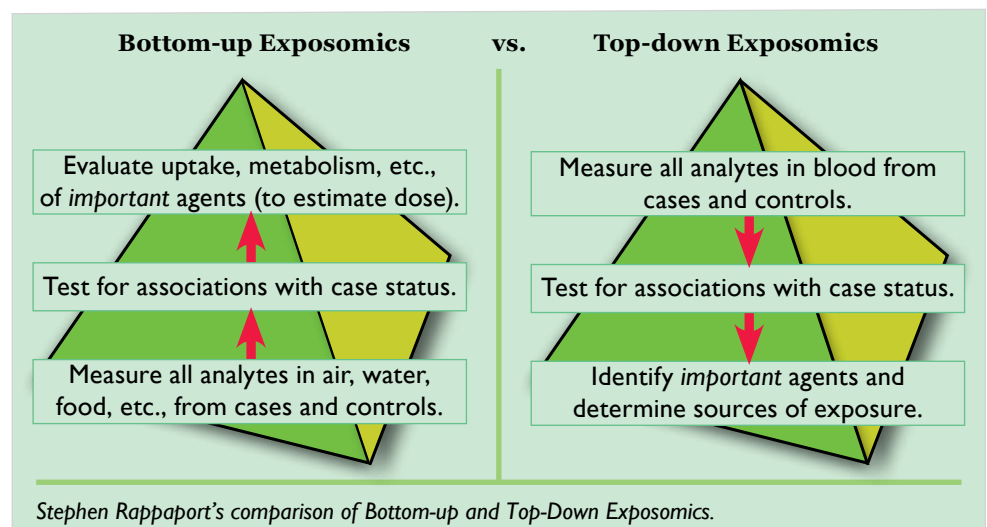 Bottom-up Exposomics vs. Top-down Exposomics
Evaluate uptake, metabolism, etc.,
of important agents (to estimate dose).
Test for associations with case status.
Measure all analytes in air, water,
food, etc., from cases and controls.
Measure all analytes in blood from
cases and controls.
Test for associations with case status.
Identify important agents and
determine sources of exposure.
Stephen Rappaport's comparison of Bottom-up and Top-Down Exposomics.